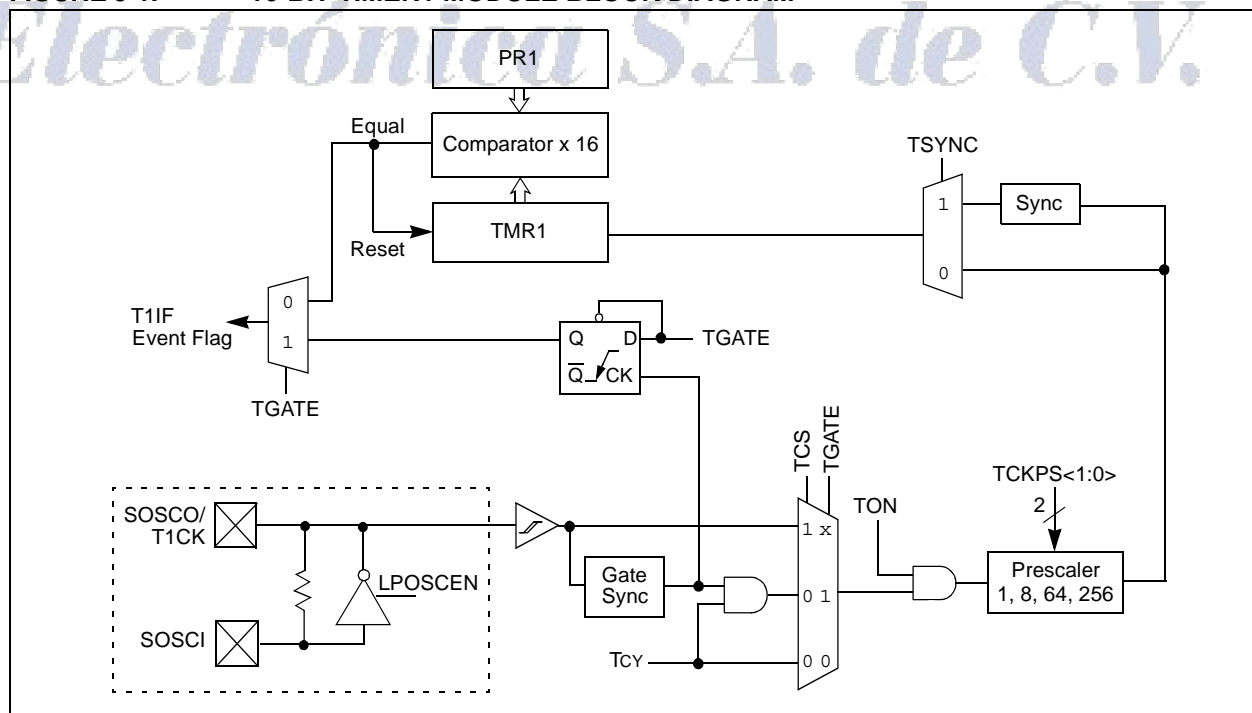 Electrónica S.A. de C.V.
PR1
Equal
Comparator x 16
TSYNC
1
Sync
Reset
TMR1
0
T1IF
Event Flag
0
1
TGATE
Q
D
Q
CK
TGATE
TCS
TGATE
TCKPS<1:0>
2
TON
SOSCO/
T1CK
1 x
LPOSCEN
Gate
Sync
0 1
Prescaler
1, 8, 64, 256
SOSCI
TCY
0 0